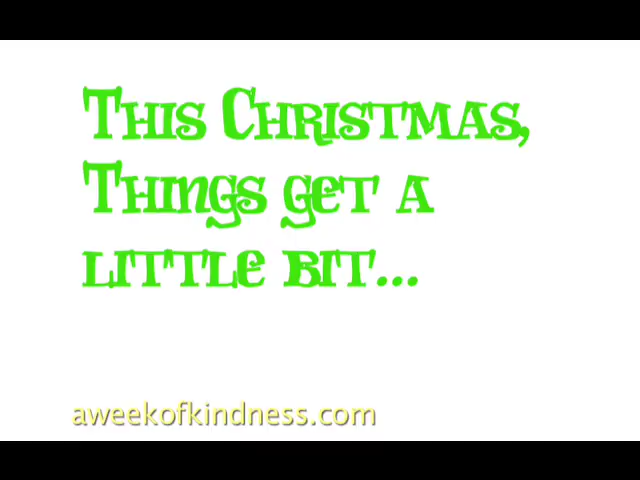 This Christmas,
Things get a
little bit...
aweekofkindness.com